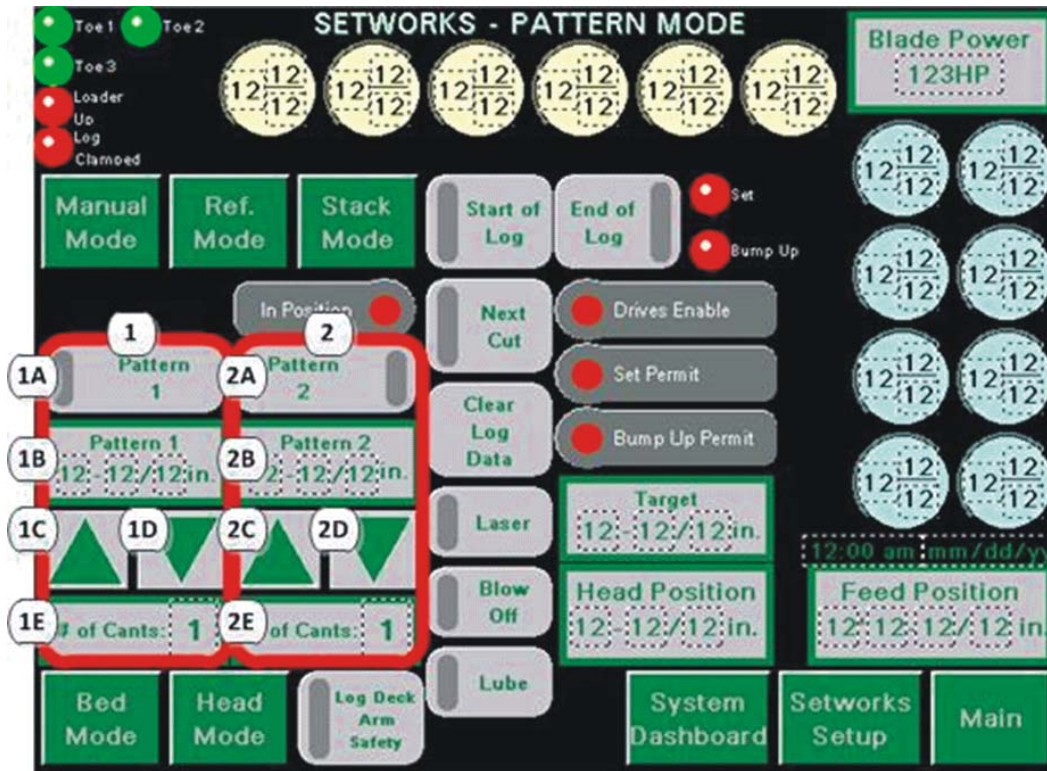 SETWORKS - PATTERN MODE
Toe 1
Toe 2
Toe 3
Loader
Up
Log
Clamped
12 12/12
12 12/12
12 12/12
12 12/12
12 12/12
12 12/12
Blade Power
123HP
12 12/12
12 12/12
12 12/12
12 12/12
12 12/12
12 12/12
12 12/12
12 12/12
Manual
Mode
Ref.
Mode
Stack
Mode
Start of
Log
End of
Log
Set
Bump Up
In Position
Next
Cut
Drives Enable
Set Permit
Bump Up Permit
1
2
1A
Pattern
1
2A
Pattern
2
1B
Pattern 1
12-12/12in.
2B
Pattern 2
12-12/12in.
1C
1D
2C
2D
1E
# of Cants: 1
2E
of Cants: 1
Clear
Log
Data
Laser
Blow
Off
Lube
Target
12-12/12in.
Head Position
12-12/12in.
12:00 am mm/dd/yy
Feed Position
12'12 12/12 in.
Bed
Mode
Head
Mode
Log Deck
Arm
Safety
System
Dashboard
Setworks
Setup
Main